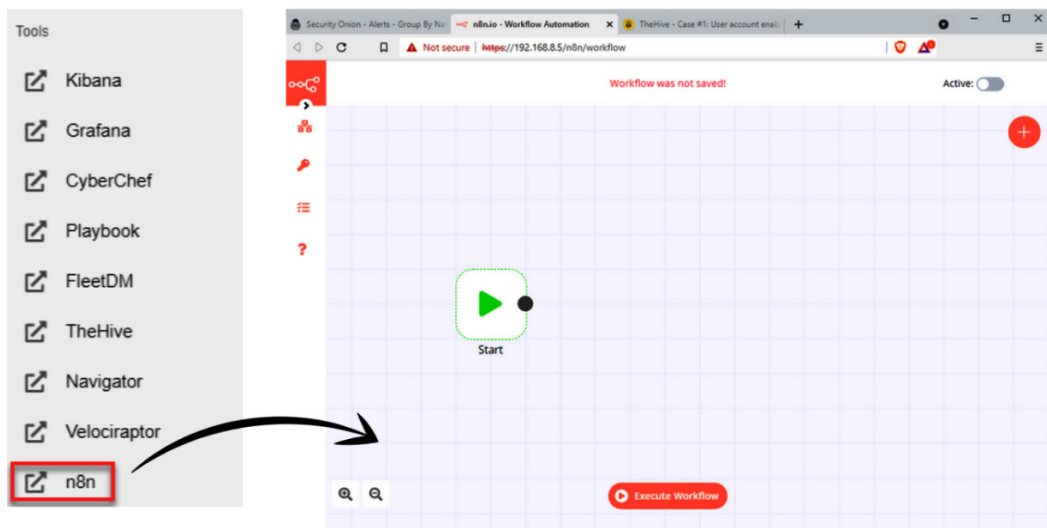 Tools
Kibana
Grafana
CyberChef
Playbook
FleetDM
TheHive
Navigator
Velociraptor
n8n
Security Onion - Alerts - Group By Na
n8n.io - Workflow Automation
TheHive - Case #1: User account enab
Not secure | https://192.168.8.5/n8n/workflow
Workflow was not saved!
Active:
Start
Execute Workflow